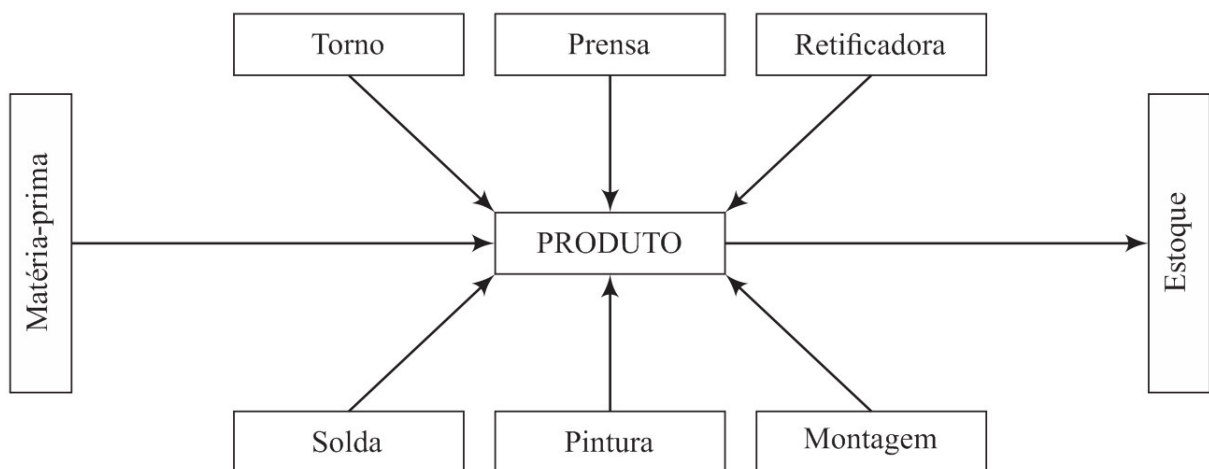 Torno
Prensa
Retificadora
Matéria-prima
PRODUTO
Estoque
Solda
Pintura
Montagem